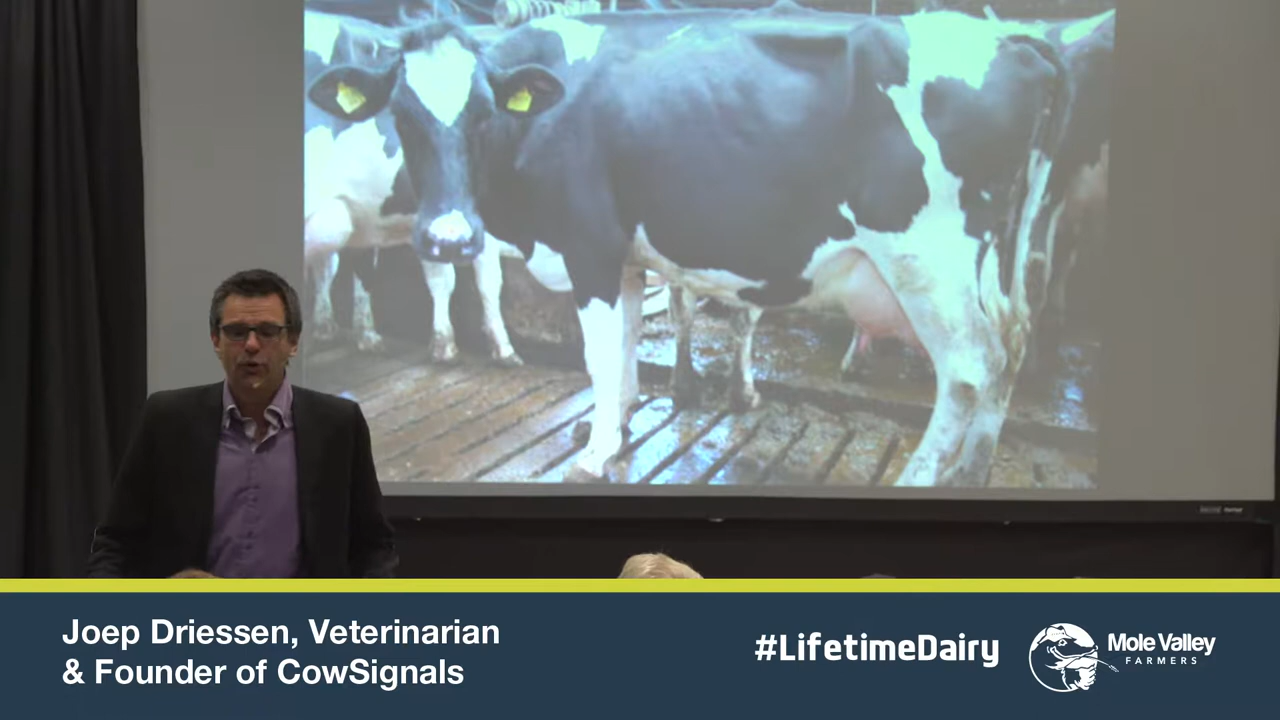 Joep Driessen, Veterinarian
& Founder of CowSignals
#LifetimeDairy
Mole Valley
FARMERS